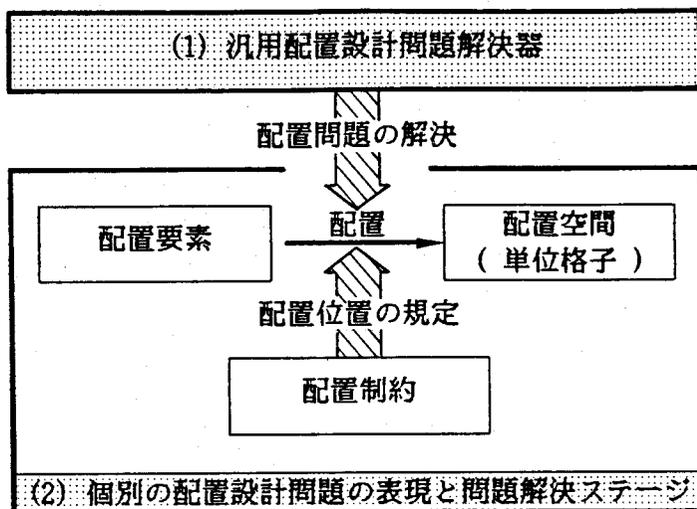 (1) 汎用配置設計問題解決器
配置問題の解決
配置要素
配置
配置空間
( 単位格子 )
配置位置の規定
配置制約
(2) 個別の配置設計問題の表現と問題解決ステージ